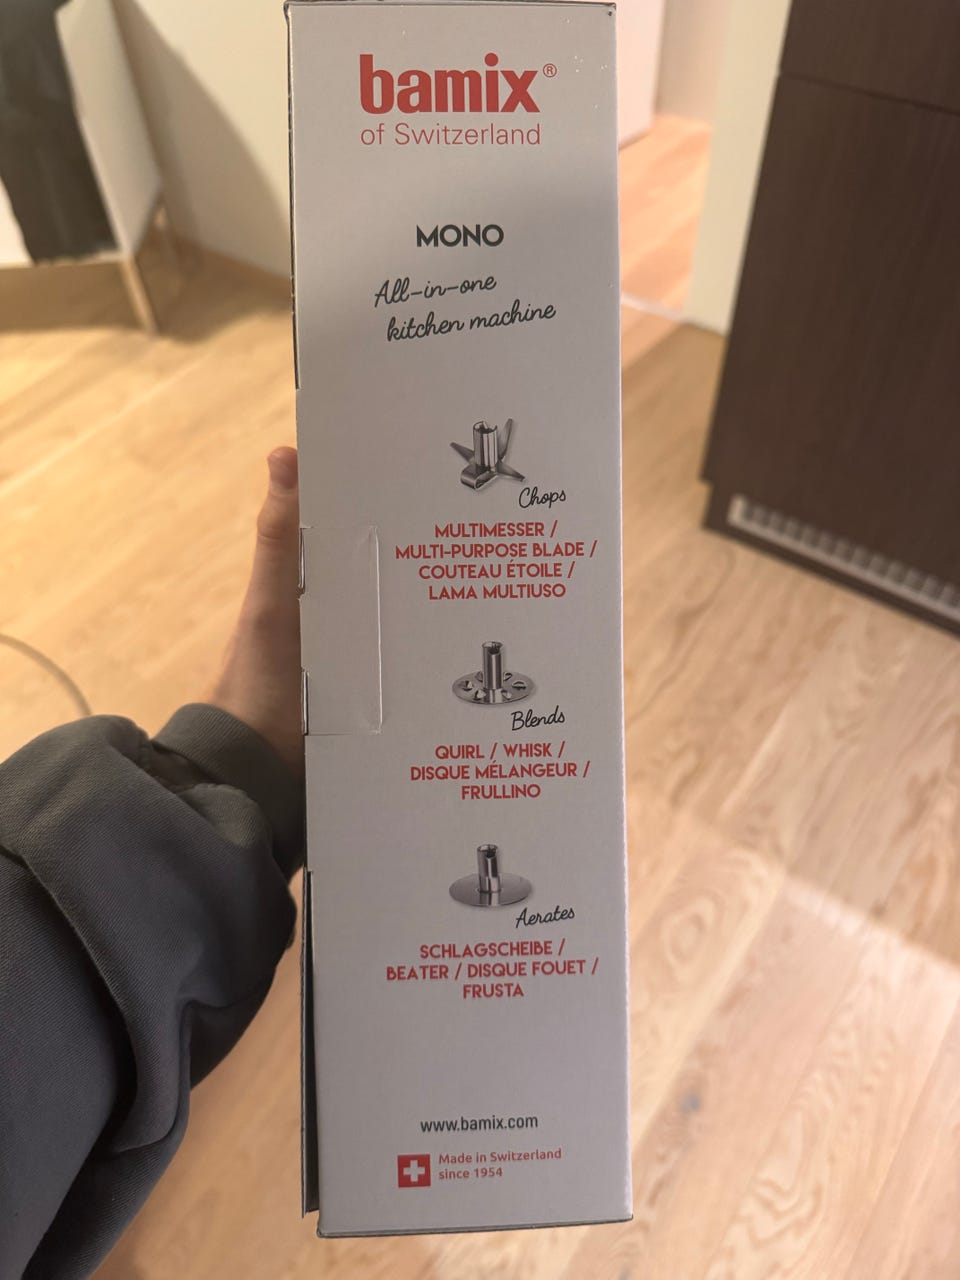 bamix®
of Switzerland
MONO
All-in-one
kitchen machine
Chops
MULTIMESSER /
MULTI-PURPOSE BLADE /
COUTEAU ÉTOILE /
LAMA MULTIUSO
Blends
QUIRL / WHISK /
DISQUE MÉLANGEUR /
FRULLINO
Aerates
SCHLAGSCHEIBE /
BEATER / DISQUE FOUET /
FRUSTA
www.bamix.com
Made in Switzerland
since 1954